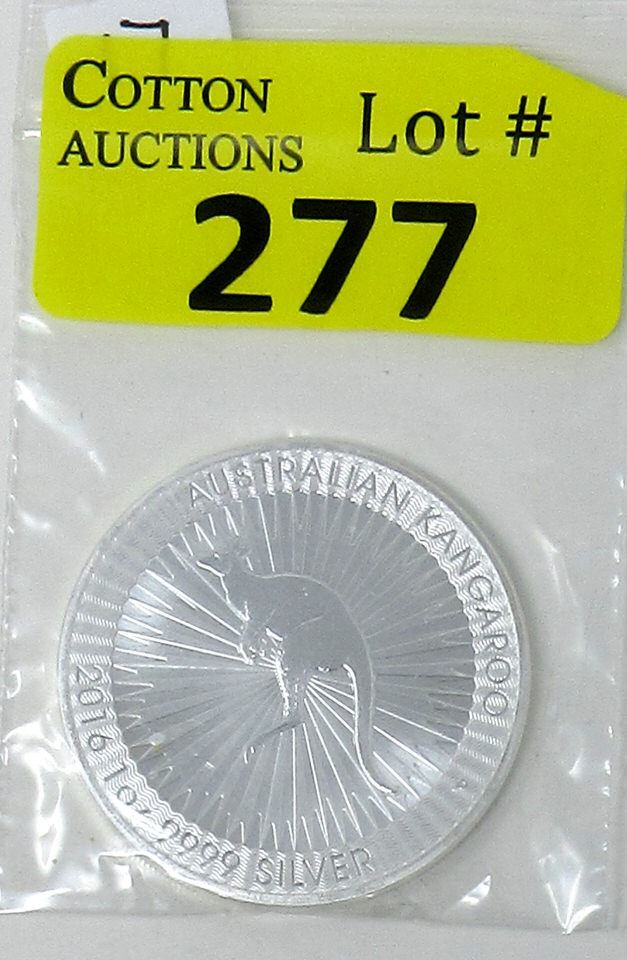 COTTON
AUCTIONS
Lot #
277
AUSTRALIAN KANGAROO
2016 1oz 9999 SILVER